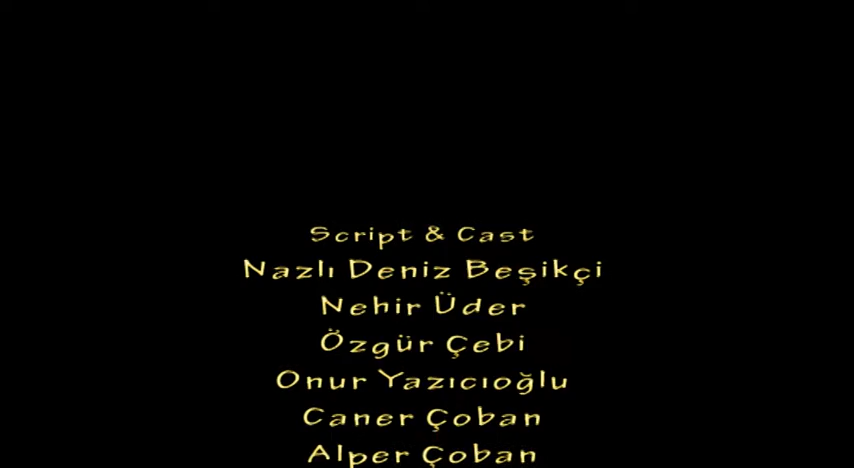 Script & Cast
Nazlı Deniz Beşikçi
Nehir Üder
Özgür Çebi
Onur Yazıcıoğlu
Caner Çoban
Alper Çoban